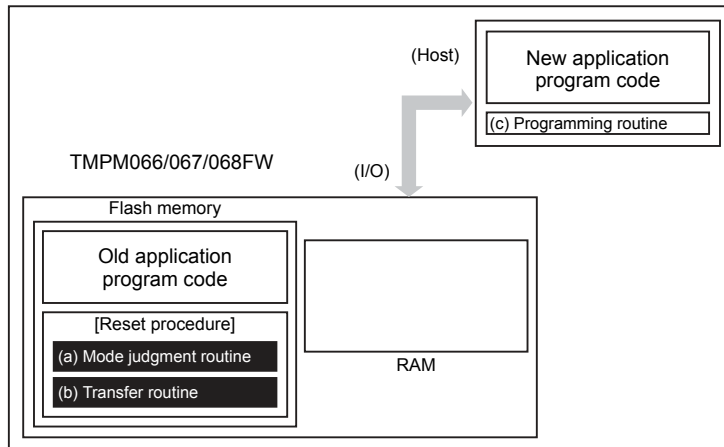 (Host)
New application
program code
(c) Programming routine
TMPM066/067/068FW
(I/O)
Flash memory
Old application
program code
[Reset procedure]
(a) Mode judgment routine
(b) Transfer routine
RAM